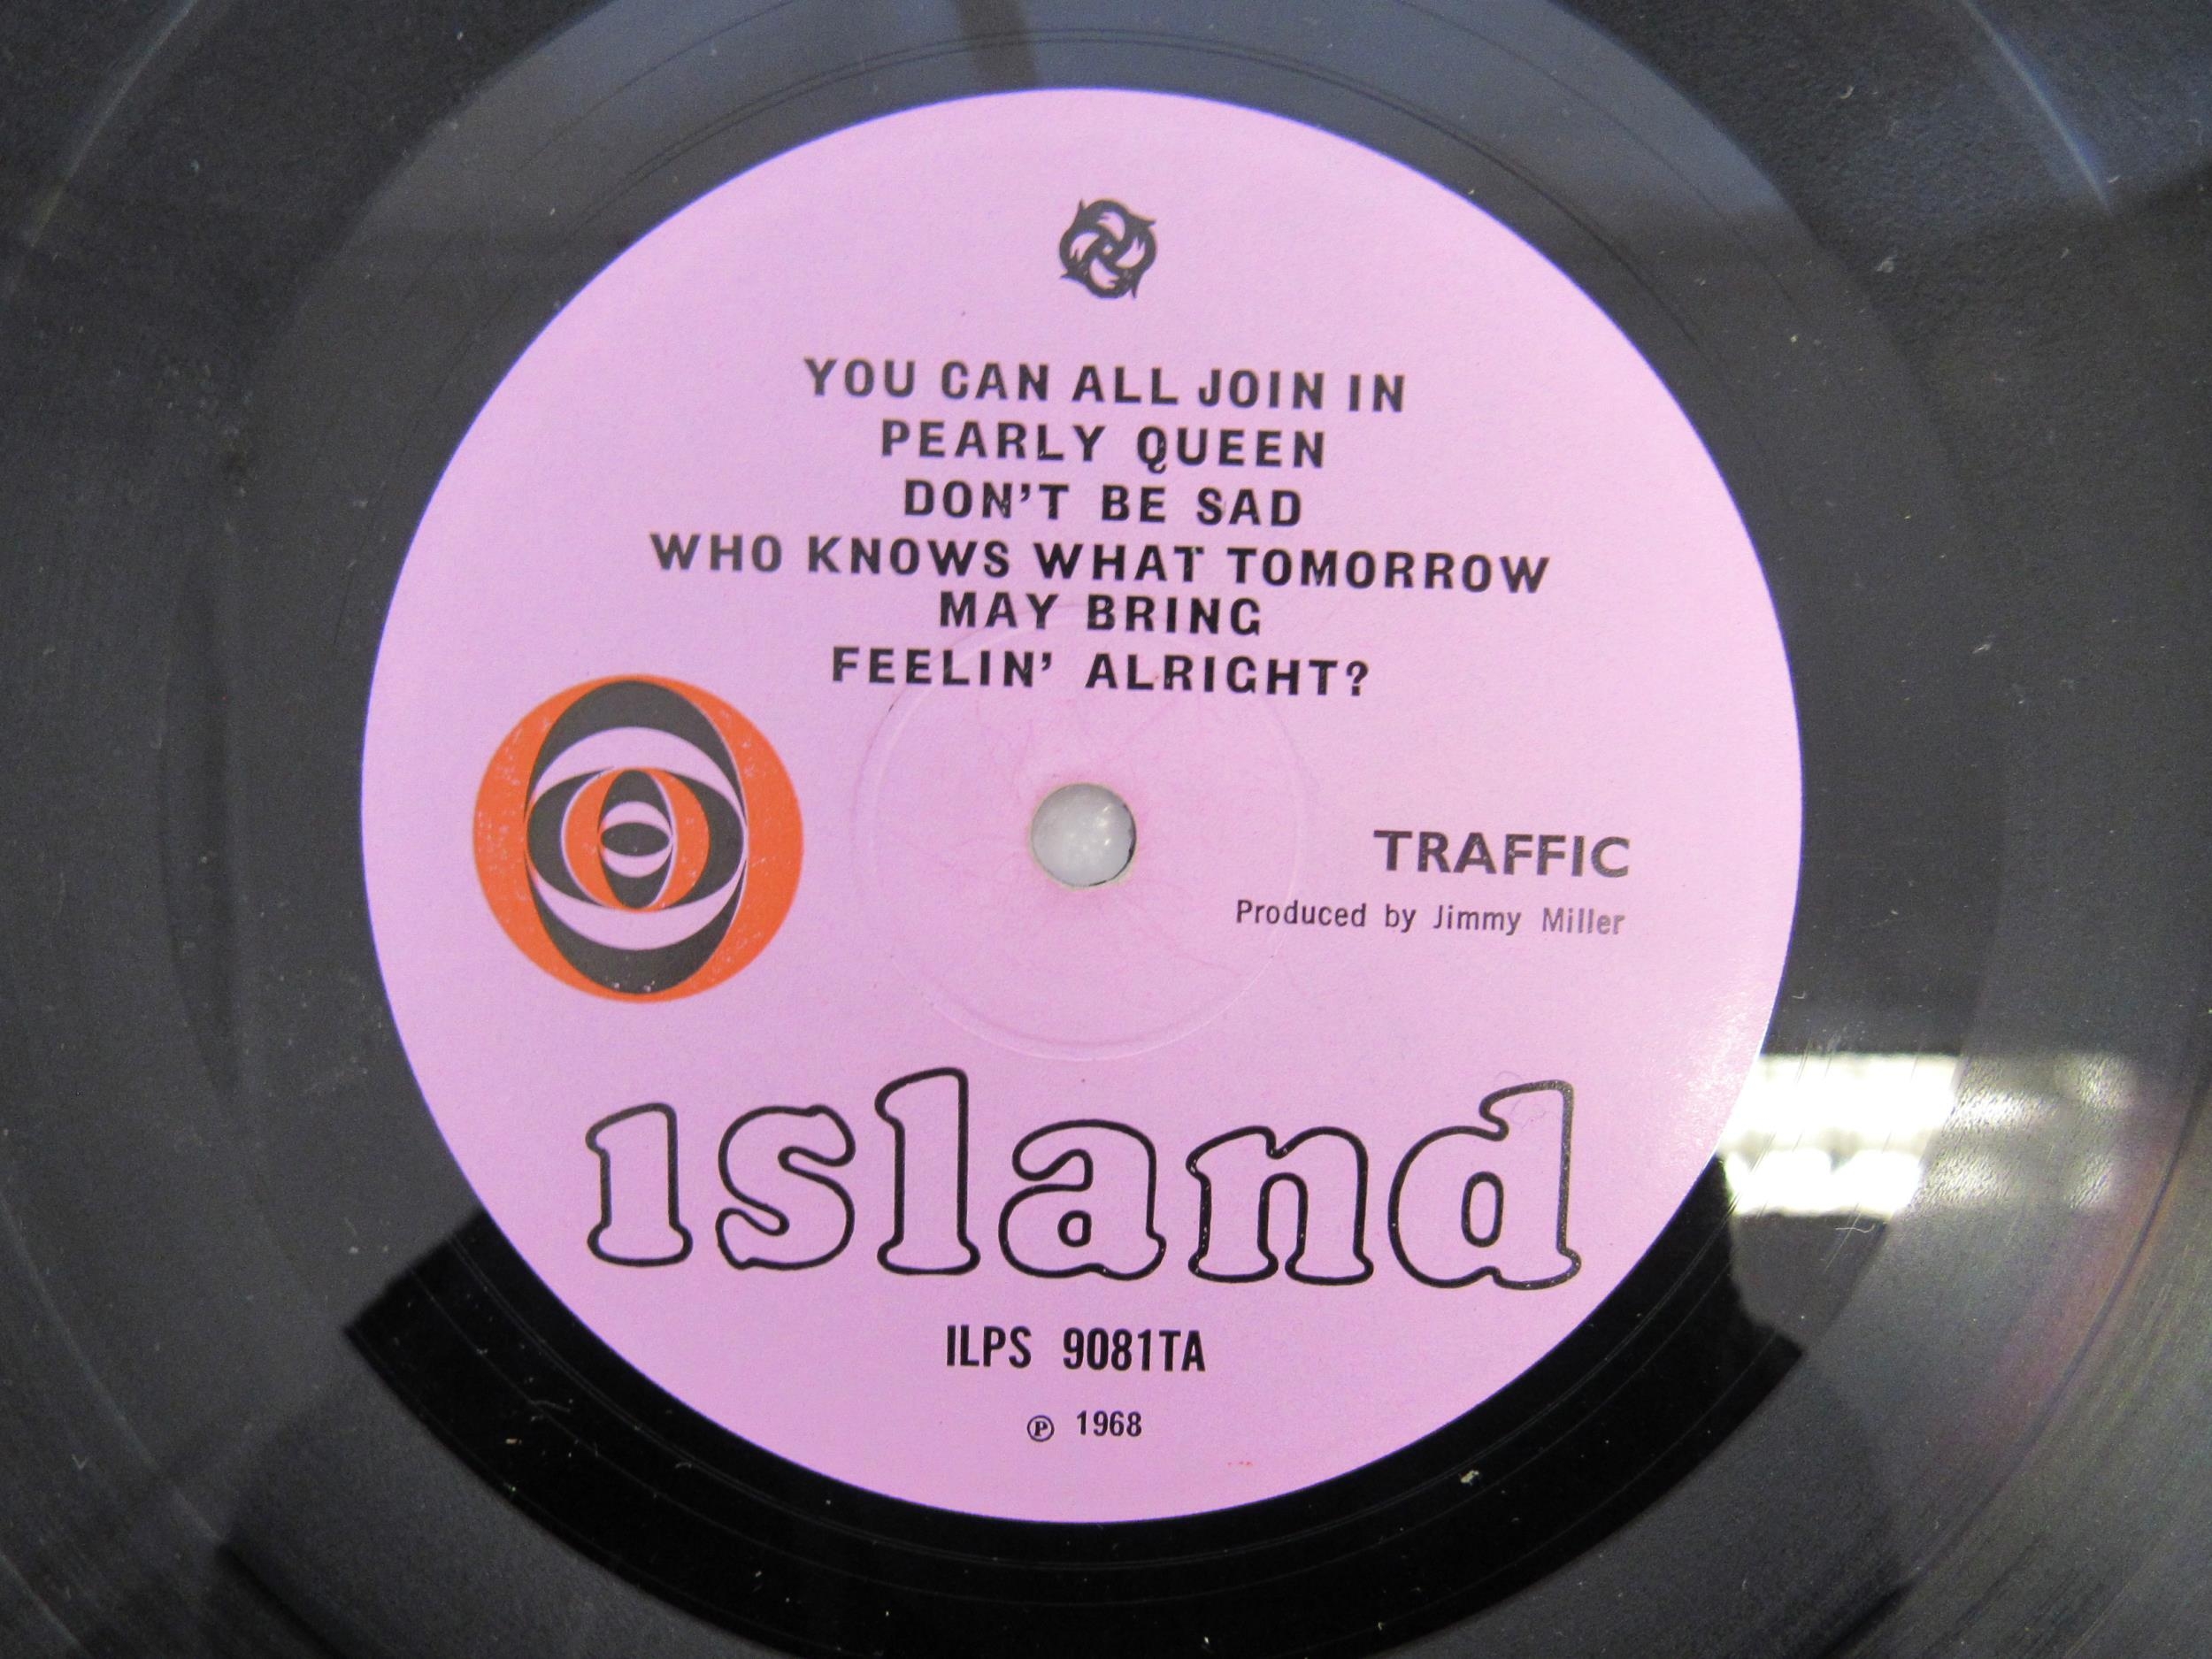 YOU CAN ALL JOIN IN
PEARLY QUEEN
DON'T BE SAD
WHO KNOWS WHAT TOMORROW
MAY BRING
FEELIN' ALRIGHT?
TRAFFIC
Produced by Jimmy Miller
island
ILPS 9081TA
℗ 1968